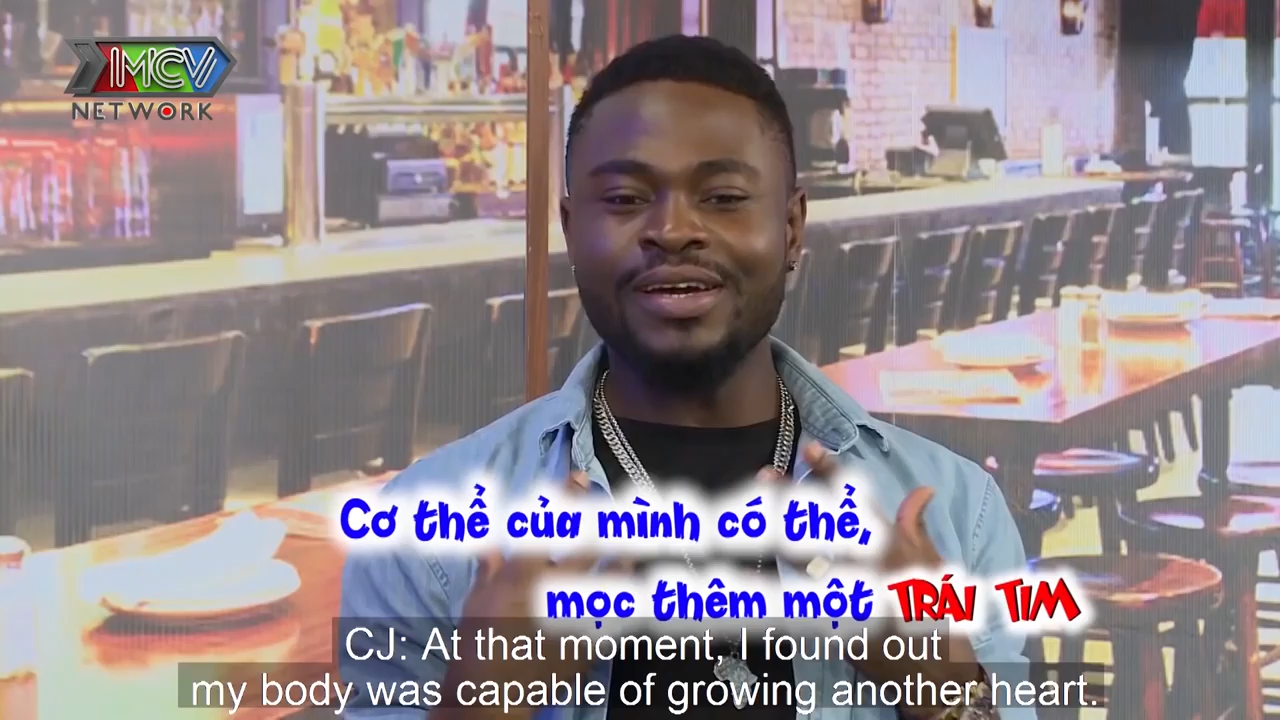 MCV
NETWORK
Cơ thể của mình có thể,,
mọc thêm một TRÁI TIM
CJ: At that moment, I found out
my body was capable of growing another heart.